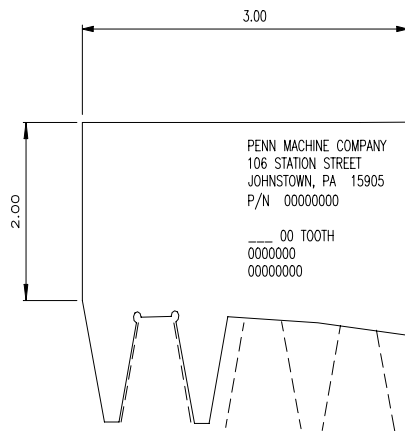 3.00
2.00
PENN MACHINE COMPANY
106 STATION STREET
JOHNSTOWN, PA 15905
P/N 00000000
___ 00 TOOTH
0000000
00000000